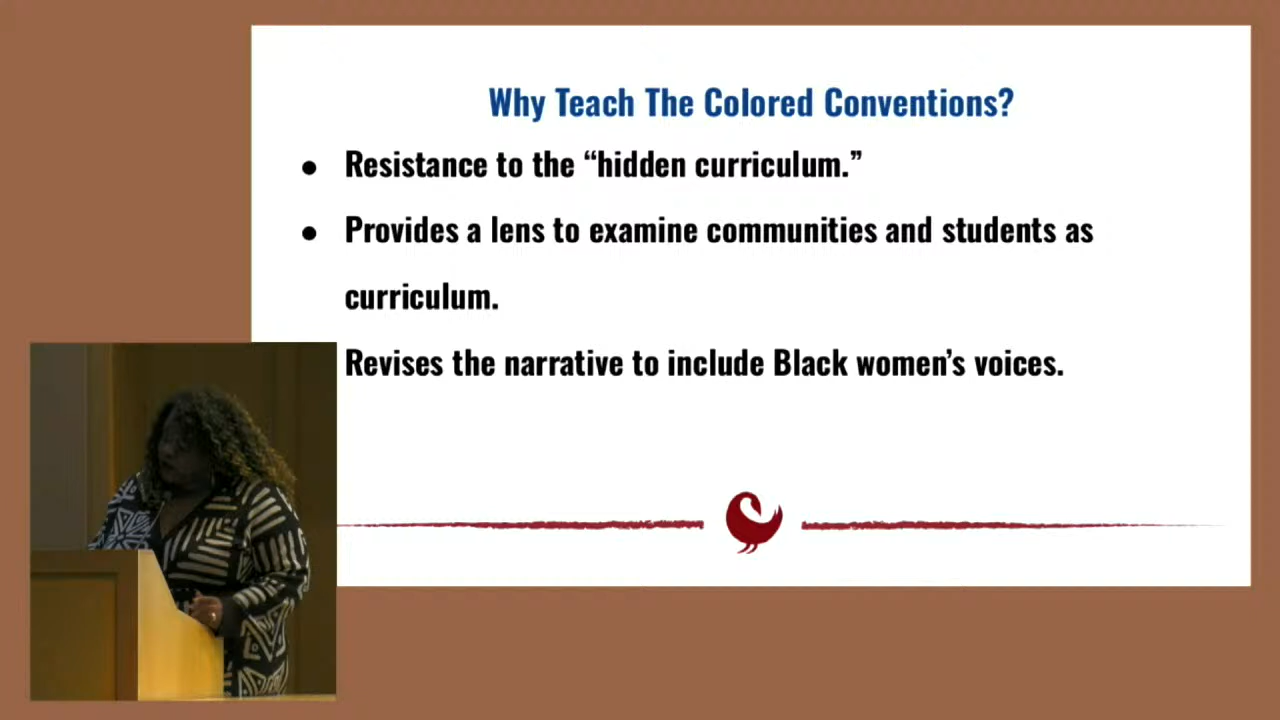 Why Teach The Colored Conventions?
● Resistance to the “hidden curriculum.”
● Provides a lens to examine communities and students as
curriculum.
Revises the narrative to include Black women’s voices.